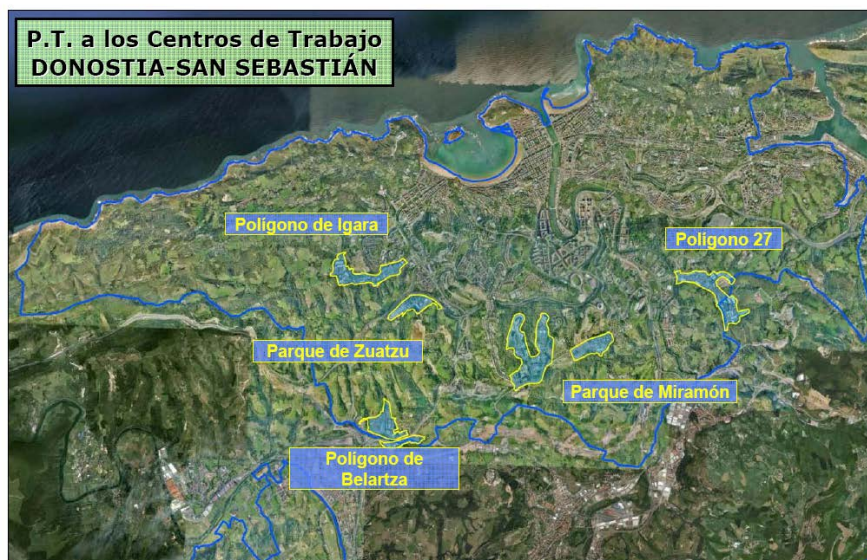 P.T. a los Centros de Trabajo
DONOSTIA-SAN SEBASTIÁN
Polígono de Igara
Polígono 27
Parque de Zuatzu
Parque de Miramón
Polígono de
Belartza